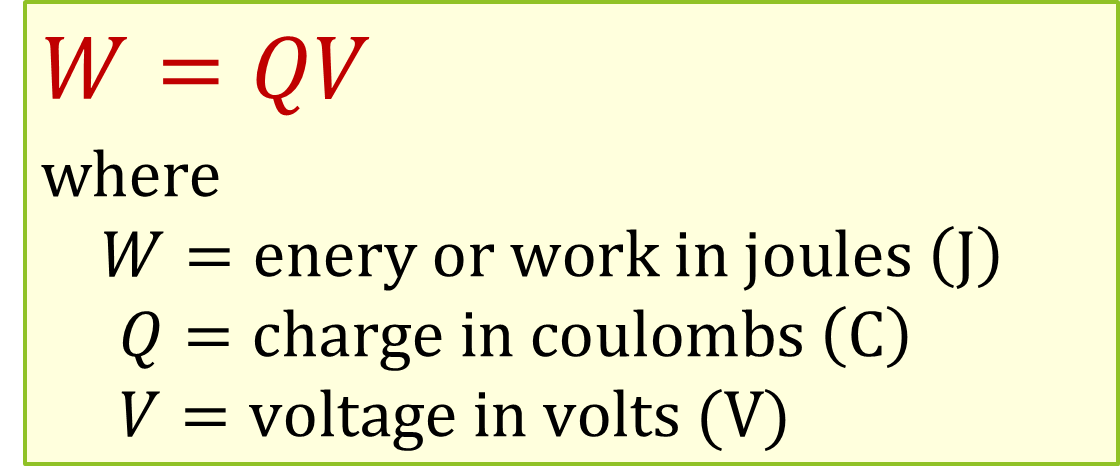 W = QV
where
W = enery or work in joules (J)
Q = charge in coulombs (C)
V = voltage in volts (V)